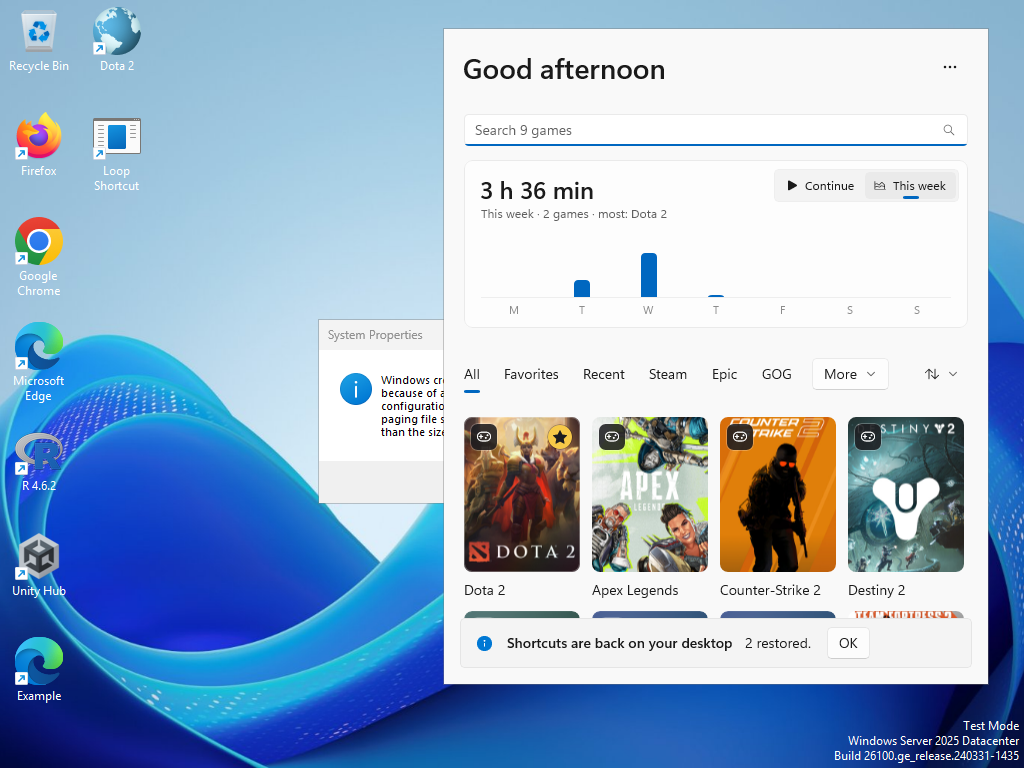 Recycle Bin
Dota 2
Firefox
Loop
Shortcut
Google
Chrome
Microsoft
Edge
R 4.6.2
Unity Hub
Example
System Properties
Windows cr
because of a
configuratio
paging file s
than the size
Good afternoon
Search 9 games
3 h 36 min
This week · 2 games · most: Dota 2
Continue
This week
M T W T F S S
All Favorites Recent Steam Epic GOG More
DOTA 2
APEX
LEGENDS
COUNTER
STRIKE 2
DESTINY 2
Dota 2
Apex Legends
Counter-Strike 2
Destiny 2
TEAM FORTRESS 2
Shortcuts are back on your desktop 2 restored. OK
Test Mode
Windows Server 2025 Datacenter
Build 26100.ge_release.240331-1435